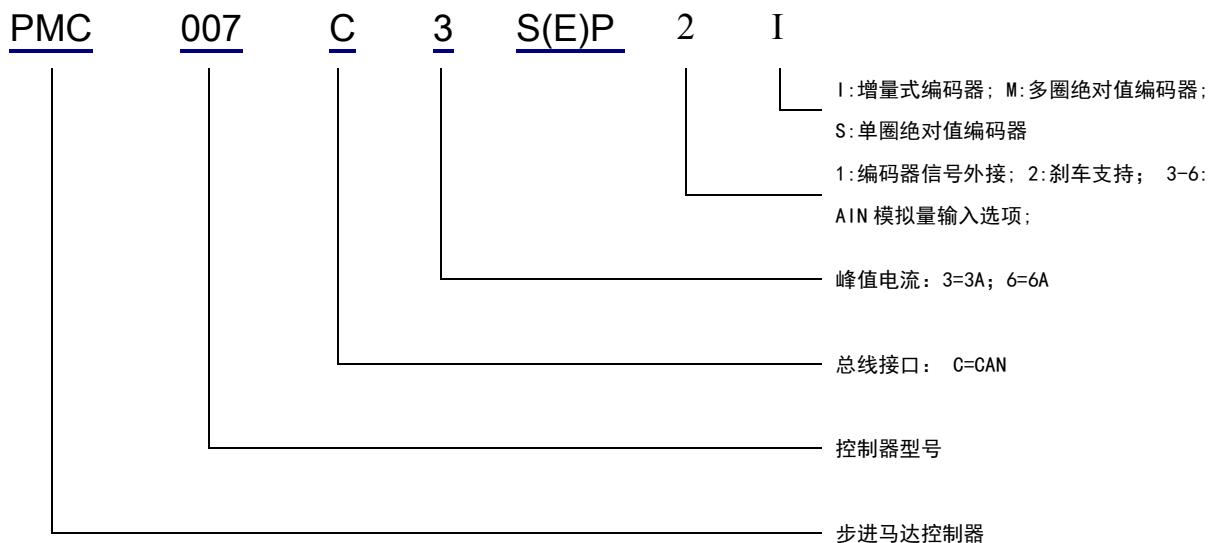 PMC 007 C 3 S(E)P 2 I
I:增量式编码器; M:多圈绝对值编码器;
S:单圈绝对值编码器
1:编码器信号外接; 2:刹车支持; 3-6:
AIN 模拟量输入选项;
峰值电流: 3=3A; 6=6A
总线接口: C=CAN
控制器型号
步进马达控制器